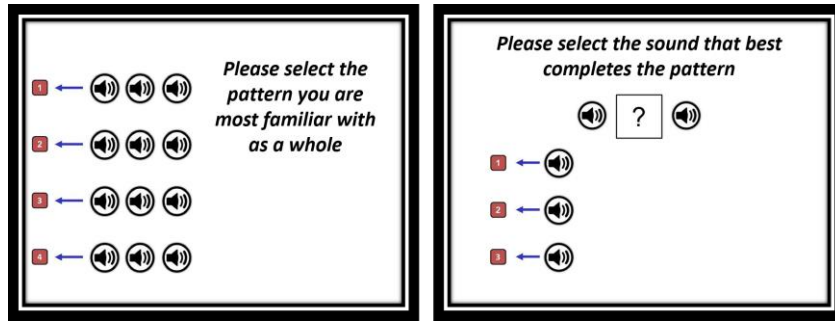 Please select the
pattern you are
most familiar with
as a whole
1
2
3
4
Please select the sound that best
completes the pattern
?
1
2
3